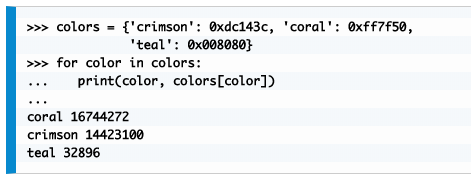 >>> colors = {'crimson': 0xdc143c, 'coral': 0xff7f50,
              'teal': 0x008080}
>>> for color in colors:
...    print(color, colors[color])
...
coral 16744272
crimson 14423100
teal 32896